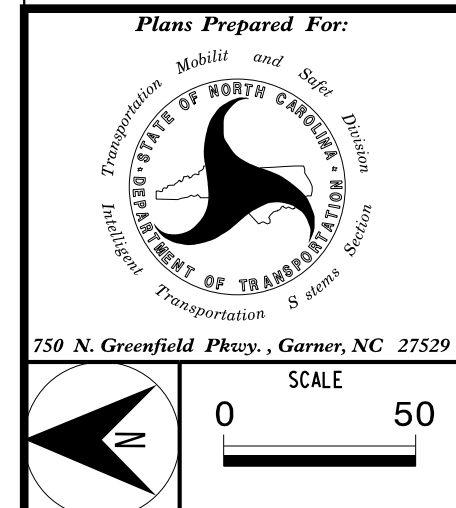 Plans Prepared For:
Transportation Mobilit and Safet Division
STATE OF NORTH CAROLINA
DEPARTMENT OF TRANSPORTATION
Intelligent Transportation S stems Section
750 N. Greenfield Pkwy. , Garner, NC 27529
N
SCALE
0 50